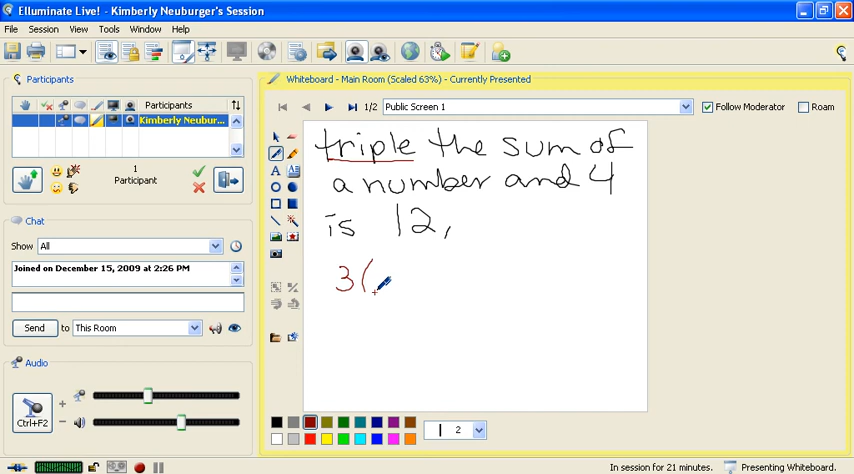 Elluminate Live! - Kimberly Neuburger's Session
File Session View Tools Window Help
Participants
Participants
Kimberly Neubur...
1
Participant
Chat
Show All
Joined on December 15, 2009 at 2:26 PM
Send to This Room
Audio
Ctrl+F2
Whiteboard - Main Room (Scaled 63%) - Currently Presented
1/2 Public Screen 1 Follow Moderator Roam
triple the sum of
a number and 4
is 12,
3(
2
In session for 21 minutes. Presenting Whiteboard.